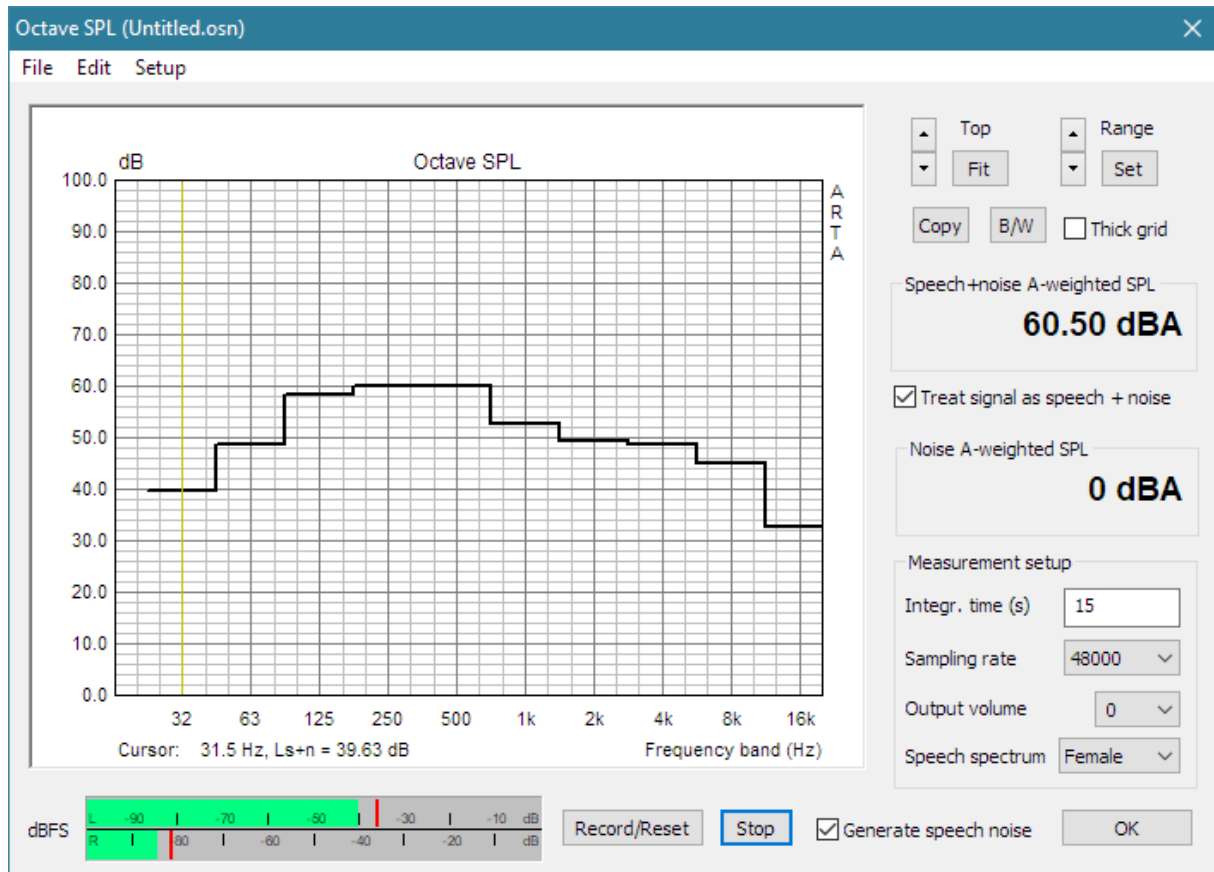 Octave SPL (Untitled.osn)
File Edit Setup
dB
Octave SPL
100.0
90.0
80.0
70.0
60.0
50.0
40.0
30.0
20.0
10.0
0.0
A
R
T
A
32 63 125 250 500 1k 2k 4k 8k 16k
Cursor: 31.5 Hz, Ls+n = 39.63 dB
Frequency band (Hz)
Top
Range
Fit
Set
Copy
B/W
Thick grid
Speech+noise A-weighted SPL
60.50 dBA
Treat signal as speech + noise
Noise A-weighted SPL
0 dBA
Measurement setup
Integr. time (s) 15
Sampling rate 48000
Output volume 0
Speech spectrum Female
dBFS
L -90 -70 -50 -30 -10 dB
R -80 -60 -40 -20 dB
Record/Reset
Stop
Generate speech noise
OK